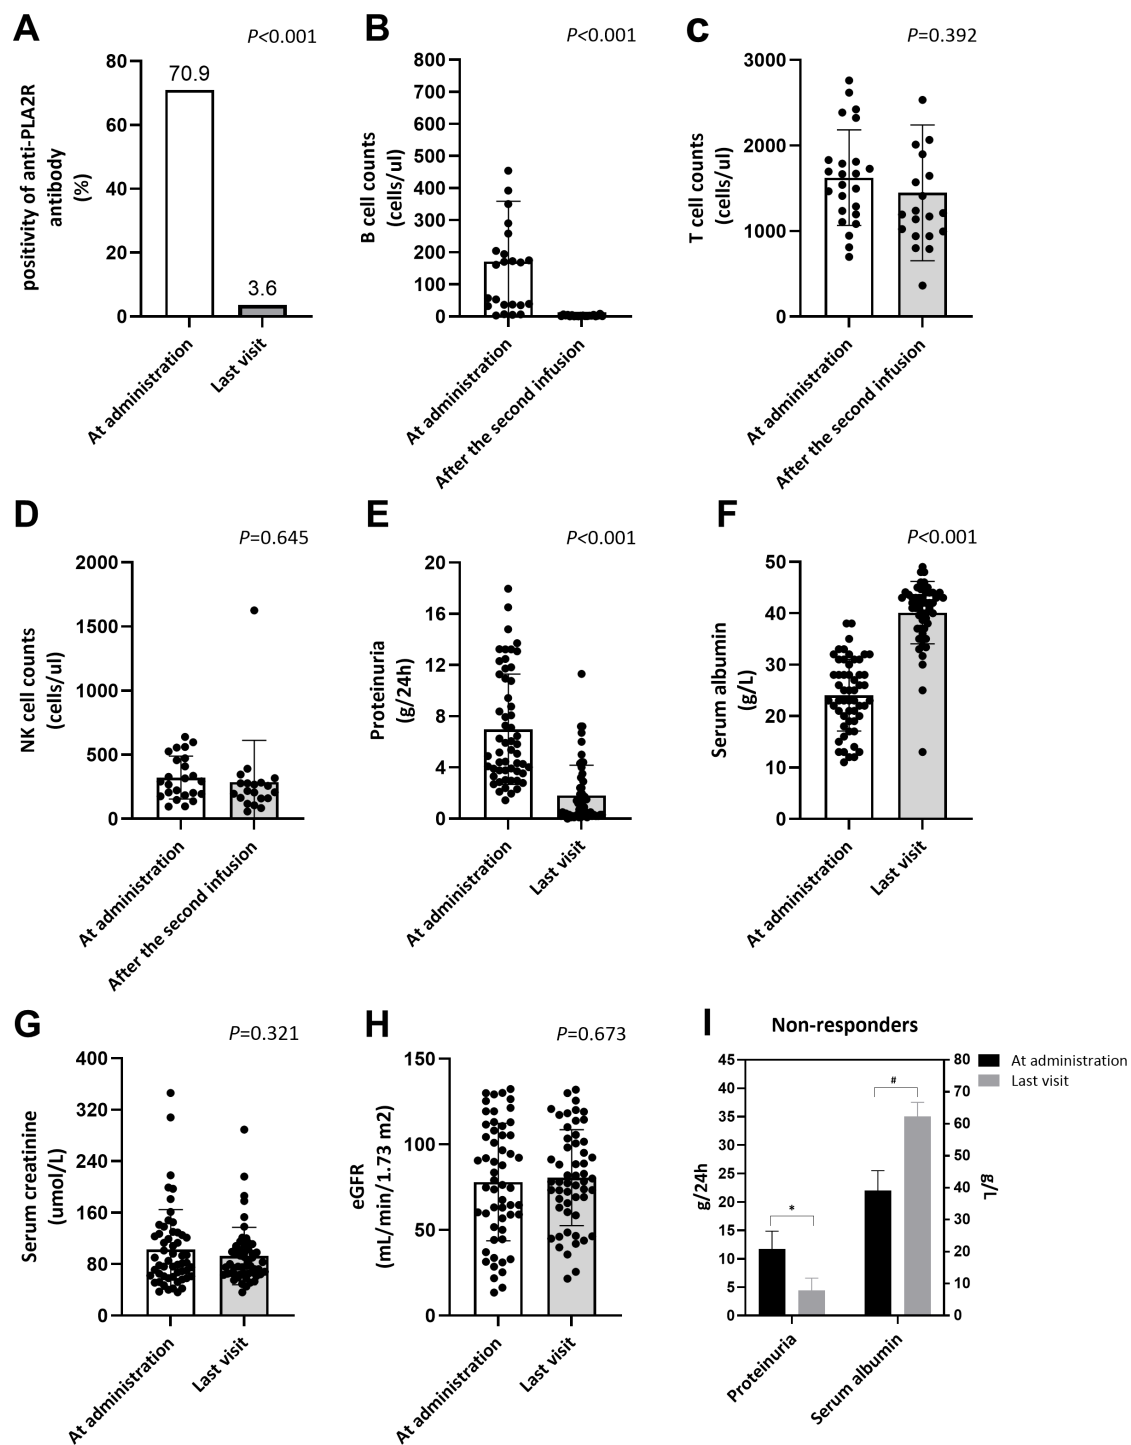 A
P<0.001
positivity of anti-PLA2R
antibody
(%)
80
60
40
20
0
70.9
3.6
At administration
Last visit
B
P<0.001
B cell counts
(cells/ul)
800
700
600
500
400
300
200
100
0
At administration
After the second infusion
C
P=0.392
T cell counts
(cells/ul)
3000
2000
1000
0
At administration
After the second infusion
D
P=0.645
NK cell counts
(cells/ul)
2000
1500
1000
500
0
At administration
After the second infusion
E
P<0.001
Proteinuria
(g/24h)
20
16
12
8
4
0
At administration
Last visit
F
P<0.001
Serum albumin
(g/L)
50
40
30
20
10
0
At administration
Last visit
G
P=0.321
Serum creatinine
(umol/L)
400
320
240
160
80
0
At administration
Last visit
H
P=0.673
eGFR
(mL/min/1.73 m2)
150
100
50
0
At administration
Last visit
I
Non-responders
At administration
Last visit
g/24h
45
40
35
30
25
20
15
10
5
0
*
#
80
70
60
50
40
30
20
10
0
g/L
Proteinuria
Serum albumin